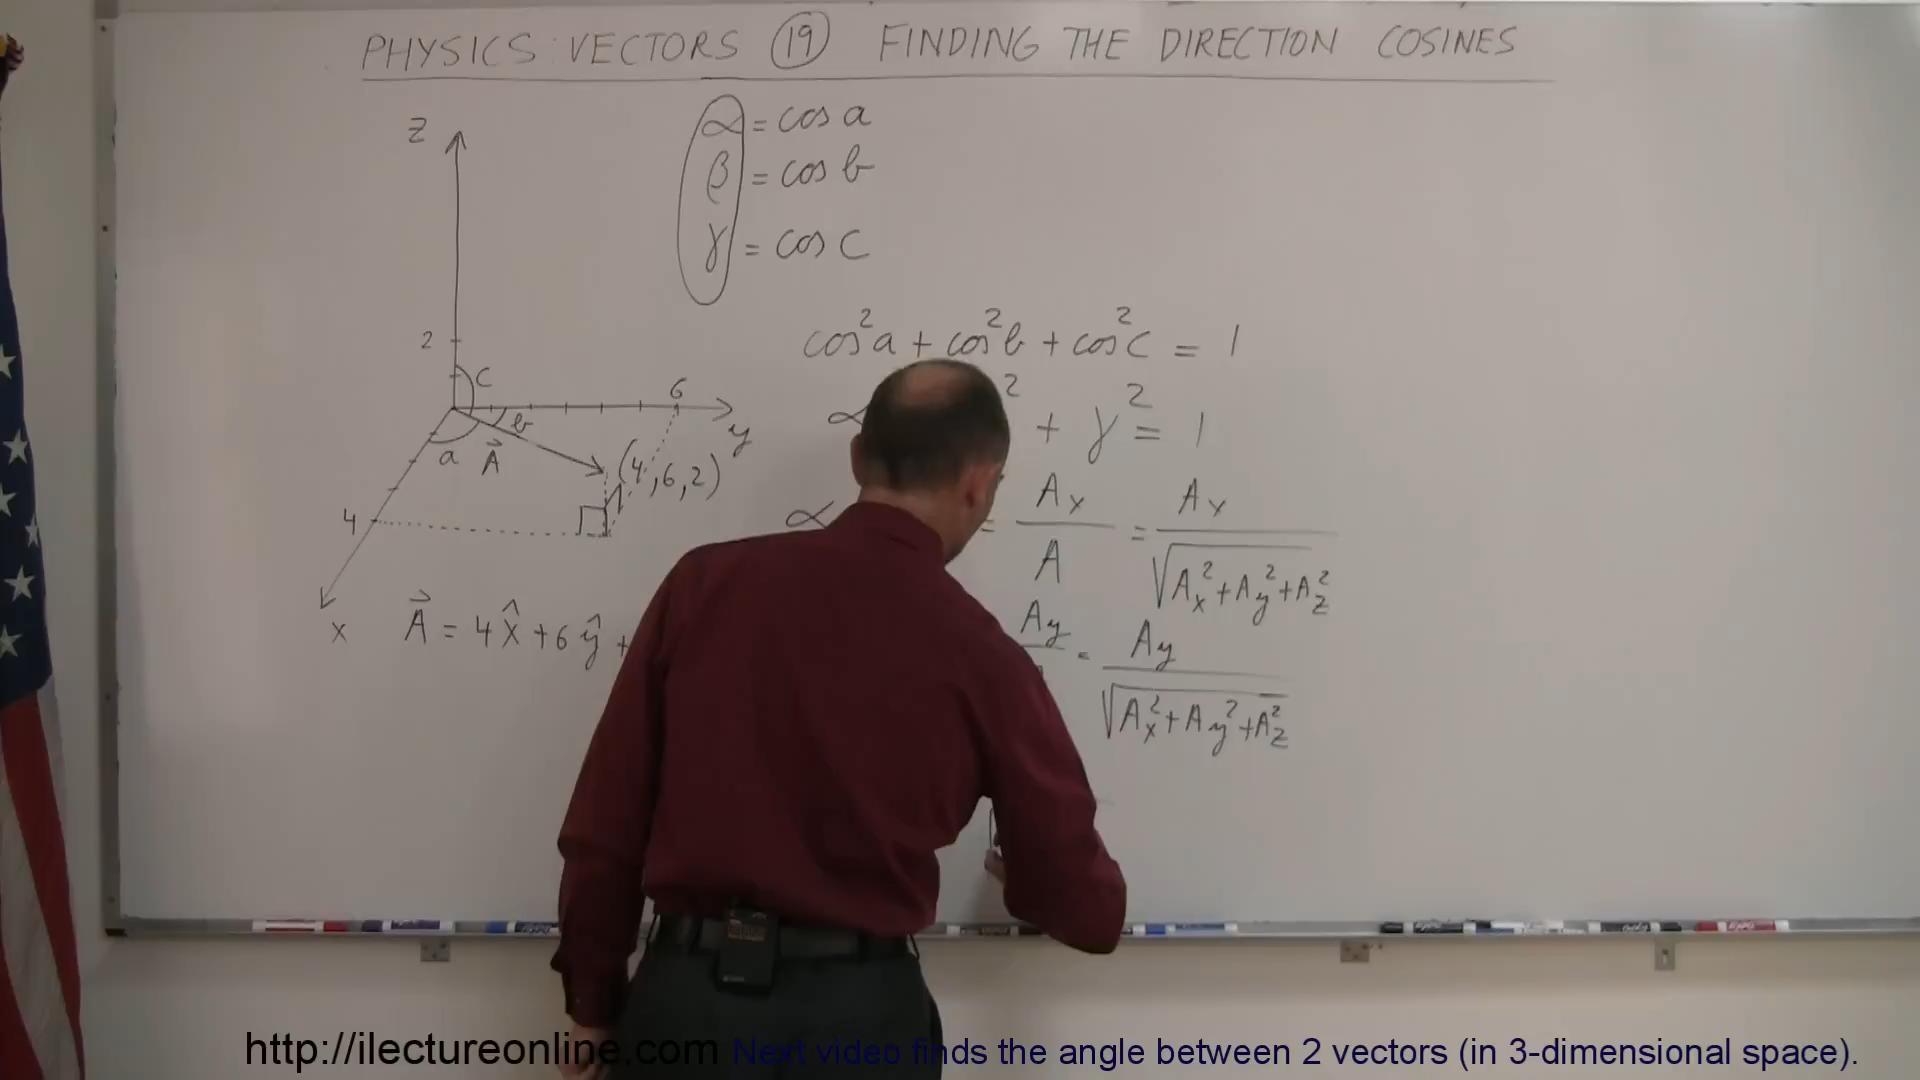 PHYSICS: VECTORS (19) FINDING THE DIRECTION COSINES
α = cos a
β = cos b
γ = cos c
z
2
c
6
y
b
a
A⃗
(4,6,2)
4
x
cos²a + cos²b + cos²c = 1
α
² + γ² = 1
α
= Ax / A = Ax / √(Ax² + Ay² + Az²)
A⃗ = 4x̂ + 6ŷ +
Ay
= Ay / √(Ax² + Ay² + Az²)
http://ilectureonline.com Next video finds the angle between 2 vectors (in 3-dimensional space).